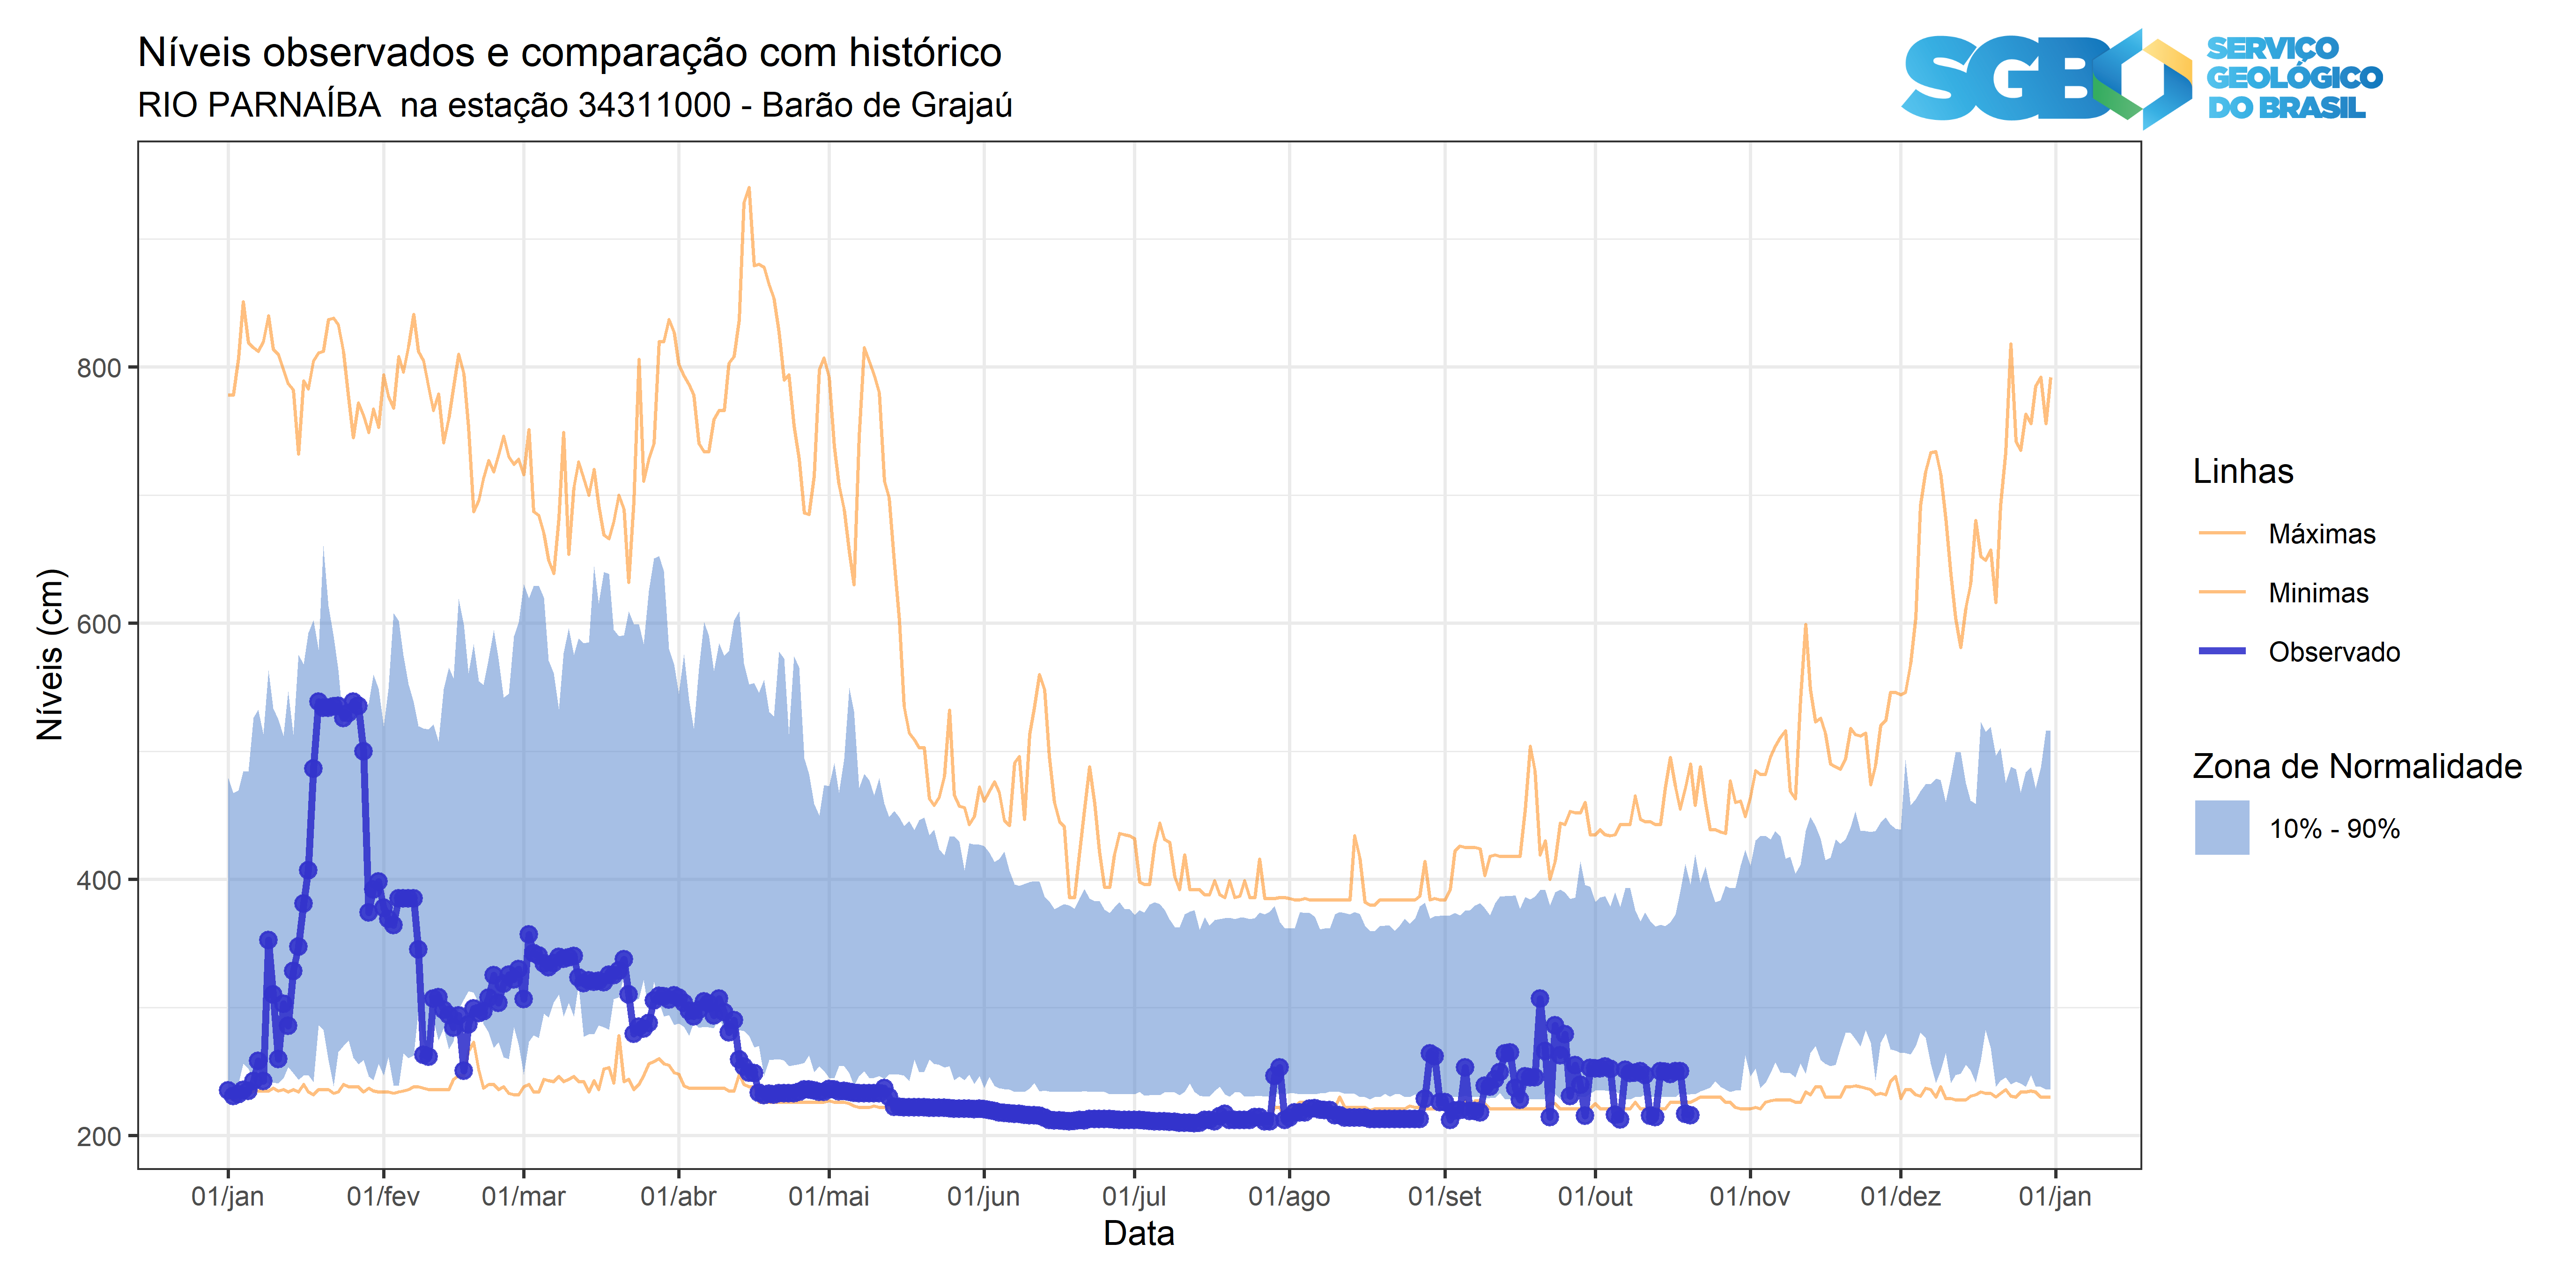 Níveis observados e comparação com histórico
RIO PARNAÍBA  na estação 34311000 - Barão de Grajaú
SGB
SERVIÇO
GEOLÓGICO
DO BRASIL
Níveis (cm)
800
600
400
200
01/jan
01/fev
01/mar
01/abr
01/mai
01/jun
01/jul
01/ago
01/set
01/out
01/nov
01/dez
01/jan
Data
Linhas
Máximas
Minimas
Observado
Zona de Normalidade
10% - 90%